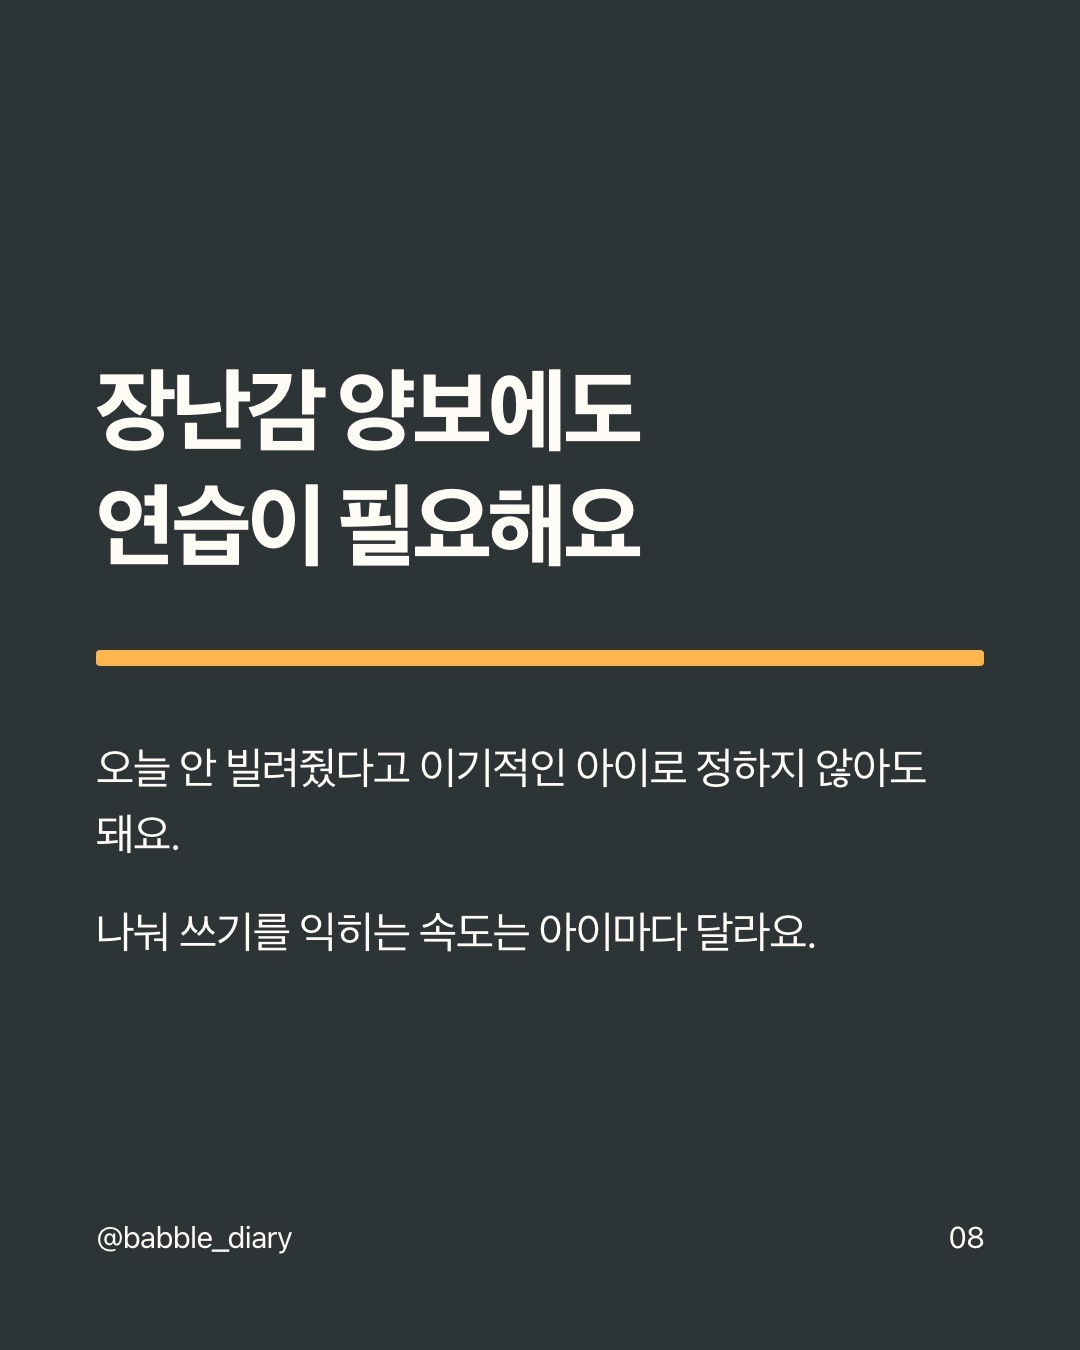 장난감 양보에도
연습이 필요해요
오늘 안 빌려줬다고 이기적인 아이로 정하지 않아도
돼요.
나눠 쓰기를 익히는 속도는 아이마다 달라요.
@babble_diary
08